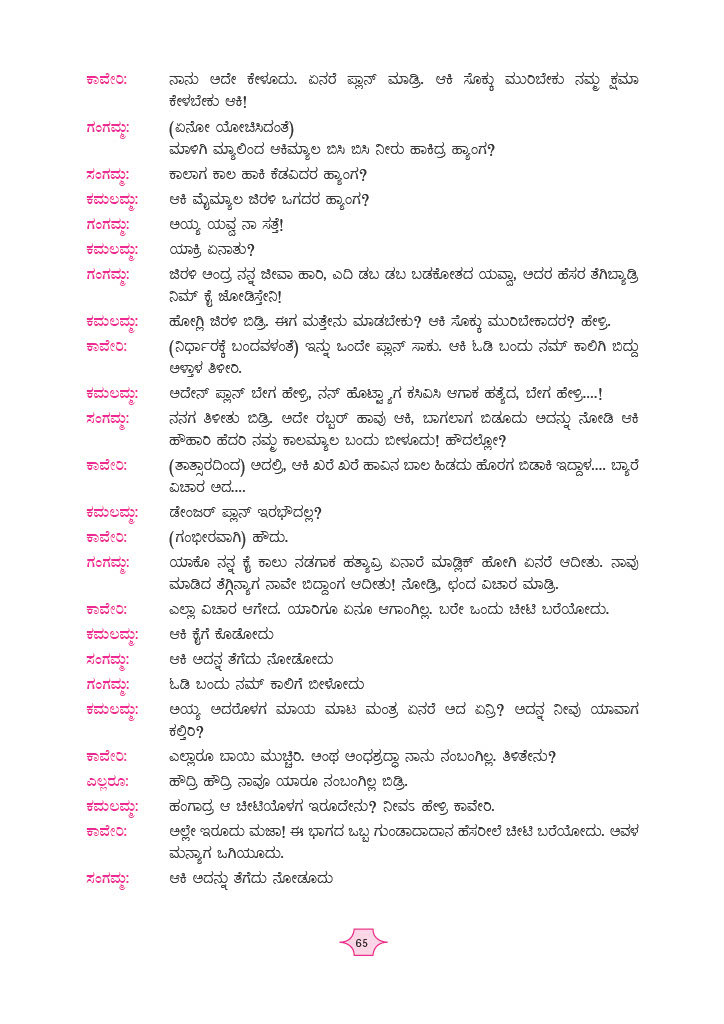 ಕಾವೇರಿ: ನಾನು ಅದೇ ಕೇಳೂದು. ಏನರೆ ಪ್ಲಾನ್ ಮಾಡ್ರಿ. ಆಕಿ ಸೊಕ್ಕು ಮುರಿಬೇಕು ನಮ್ಮ ಕ್ಷಮಾ
ಕೇಳಬೇಕು ಆಕಿ!
ಗಂಗಮ್ಮ: (ಏನೋ ಯೋಚಿಸಿದಂತೆ)
ಮಾಳಿಗಿ ಮ್ಯಾಲಿಂದ ಆಕಿಮ್ಯಾಲ ಬಿಸಿ ಬಿಸಿ ನೀರು ಹಾಕಿದ್ರ ಹ್ಯಾಂಗ?
ಸಂಗಮ್ಮ: ಕಾಲಾಗ ಕಾಲ ಹಾಕಿ ಕೆಡವಿದರ ಹ್ಯಾಂಗ?
ಕಮಲಮ್ಮ: ಆಕಿ ಮೈಮ್ಯಾಲ ಜಿರಳಿ ಒಗದರ ಹ್ಯಾಂಗ?
ಗಂಗಮ್ಮ: ಅಯ್ಯ ಯವ್ವ ನಾ ಸತ್ತೆ!
ಕಮಲಮ್ಮ: ಯಾಕ್ರಿ ಏನಾತು?
ಗಂಗಮ್ಮ: ಜಿರಳಿ ಅಂದ್ರ ನನ್ನ ಜೀವಾ ಹಾರಿ, ಎದಿ ಡಬ ಡಬ ಬಡಕೋತದ ಯವ್ವಾ, ಅದರ ಹೆಸರ ತೆಗಿಬ್ಯಾಡ್ರಿ
ನಿಮ್ ಕೈ ಜೋಡಿಸ್ತೇನಿ!
ಕಮಲಮ್ಮ: ಹೋಗ್ಲಿ ಜಿರಳಿ ಬಿಡ್ರಿ. ಈಗ ಮತ್ತೇನು ಮಾಡಬೇಕು? ಆಕಿ ಸೊಕ್ಕು ಮುರಿಬೇಕಾದರ? ಹೇಳ್ರಿ.
ಕಾವೇರಿ: (ನಿರ್ಧಾರಕ್ಕೆ ಬಂದವಳಂತೆ) ಇನ್ನು ಒಂದೇ ಪ್ಲಾನ್ ಸಾಕು. ಆಕಿ ಓಡಿ ಬಂದು ನಮ್ ಕಾಲಿಗಿ ಬಿದ್ದು
ಅಳ್ತಾಳ ತಿಳೀರಿ.
ಕಮಲಮ್ಮ: ಅದೇನ್ ಪ್ಲಾನ್ ಬೇಗ ಹೇಳ್ರಿ, ನನ್ ಹೊಟ್ಟ್ಯಾಗ ಕಸಿವಿಸಿ ಆಗಾಕ ಹತ್ಯೆದ, ಬೇಗ ಹೇಳ್ರಿ....!
ಸಂಗಮ್ಮ: ನನಗ ತಿಳೀತು ಬಿಡ್ರಿ. ಅದೇ ರಬ್ಬರ್ ಹಾವು ಆಕಿ, ಬಾಗಲಾಗ ಬಿಡೂದು ಅದನ್ನು ನೋಡಿ ಆಕಿ
ಹೌಹಾರಿ ಹೆದರಿ ನಮ್ಮ ಕಾಲಮ್ಯಾಲ ಬಂದು ಬೀಳೂದು! ಹೌದಲ್ಲೋ?
ಕಾವೇರಿ: (ತಾತ್ಸಾರದಿಂದ) ಅದಲ್ರಿ, ಆಕಿ ಖರೆ ಖರೆ ಹಾವಿನ ಬಾಲ ಹಿಡದು ಹೊರಗ ಬಿಡಾಕಿ ಇದ್ದಾಳ.... ಬ್ಯಾರೆ
ವಿಚಾರ ಅದ....
ಕಮಲಮ್ಮ: ಡೇಂಜರ್ ಪ್ಲಾನ್ ಇರಭೌದಲ್ಲ?
ಕಾವೇರಿ: (ಗಂಭೀರವಾಗಿ) ಹೌದು.
ಗಂಗಮ್ಮ: ಯಾಕೊ ನನ್ನ ಕೈ ಕಾಲು ನಡಗಾಕ ಹತ್ಯಾವ್ರಿ ಏನಾರೆ ಮಾಡ್ಲಿಕ್ ಹೋಗಿ ಏನರೆ ಆದೀತು. ನಾವು
ಮಾಡಿದ ತೆಗ್ಗಿನ್ಯಾಗ ನಾವೇ ಬಿದ್ದಾಂಗ ಆದೀತು! ನೋಡ್ರಿ, ಛಂದ ವಿಚಾರ ಮಾಡ್ರಿ.
ಕಾವೇರಿ: ಎಲ್ಲಾ ವಿಚಾರ ಆಗೇದ. ಯಾರಿಗೂ ಏನೂ ಆಗಾಂಗಿಲ್ಲ. ಬರೇ ಒಂದು ಚೀಟಿ ಬರೆಯೋದು.
ಕಮಲಮ್ಮ: ಆಕಿ ಕೈಗೆ ಕೊಡೋದು
ಸಂಗಮ್ಮ: ಆಕಿ ಅದನ್ನ ತೆಗೆದು ನೋಡೋದು
ಗಂಗಮ್ಮ: ಓಡಿ ಬಂದು ನಮ್ ಕಾಲಿಗೆ ಬೀಳೋದು
ಕಮಲಮ್ಮ: ಅಯ್ಯ ಅದರೊಳಗ ಮಾಯ ಮಾಟ ಮಂತ್ರ ಏನರೆ ಅದ ಏನ್ರಿ? ಅದನ್ನ ನೀವು ಯಾವಾಗ
ಕಲ್ತಿರಿ?
ಕಾವೇರಿ: ಎಲ್ಲಾರೂ ಬಾಯಿ ಮುಚ್ಚಿರಿ. ಅಂಥ ಅಂಧಶ್ರದ್ಧಾ ನಾನು ನಂಬಂಗಿಲ್ಲ. ತಿಳಿತೇನು?
ಎಲ್ಲರೂ: ಹೌದ್ರಿ ಹೌದ್ರಿ ನಾವೂ ಯಾರೂ ನಂಬಂಗಿಲ್ಲ ಬಿಡ್ರಿ.
ಕಮಲಮ್ಮ: ಹಂಗಾದ್ರ ಆ ಚೀಟಿಯೊಳಗ ಇರೂದೇನು? ನೀವಽ ಹೇಳ್ರಿ ಕಾವೇರಿ.
ಕಾವೇರಿ: ಅಲ್ಲೇ ಇರೂದು ಮಜಾ! ಈ ಭಾಗದ ಒಬ್ಬ ಗುಂಡಾದಾದಾನ ಹೆಸರೀಲೆ ಚೀಟಿ ಬರೆಯೋದು. ಅವಳ
ಮನ್ಯಾಗ ಒಗಿಯೂದು.
ಸಂಗಮ್ಮ: ಆಕಿ ಅದನ್ನು ತೆಗೆದು ನೋಡೂದು
65